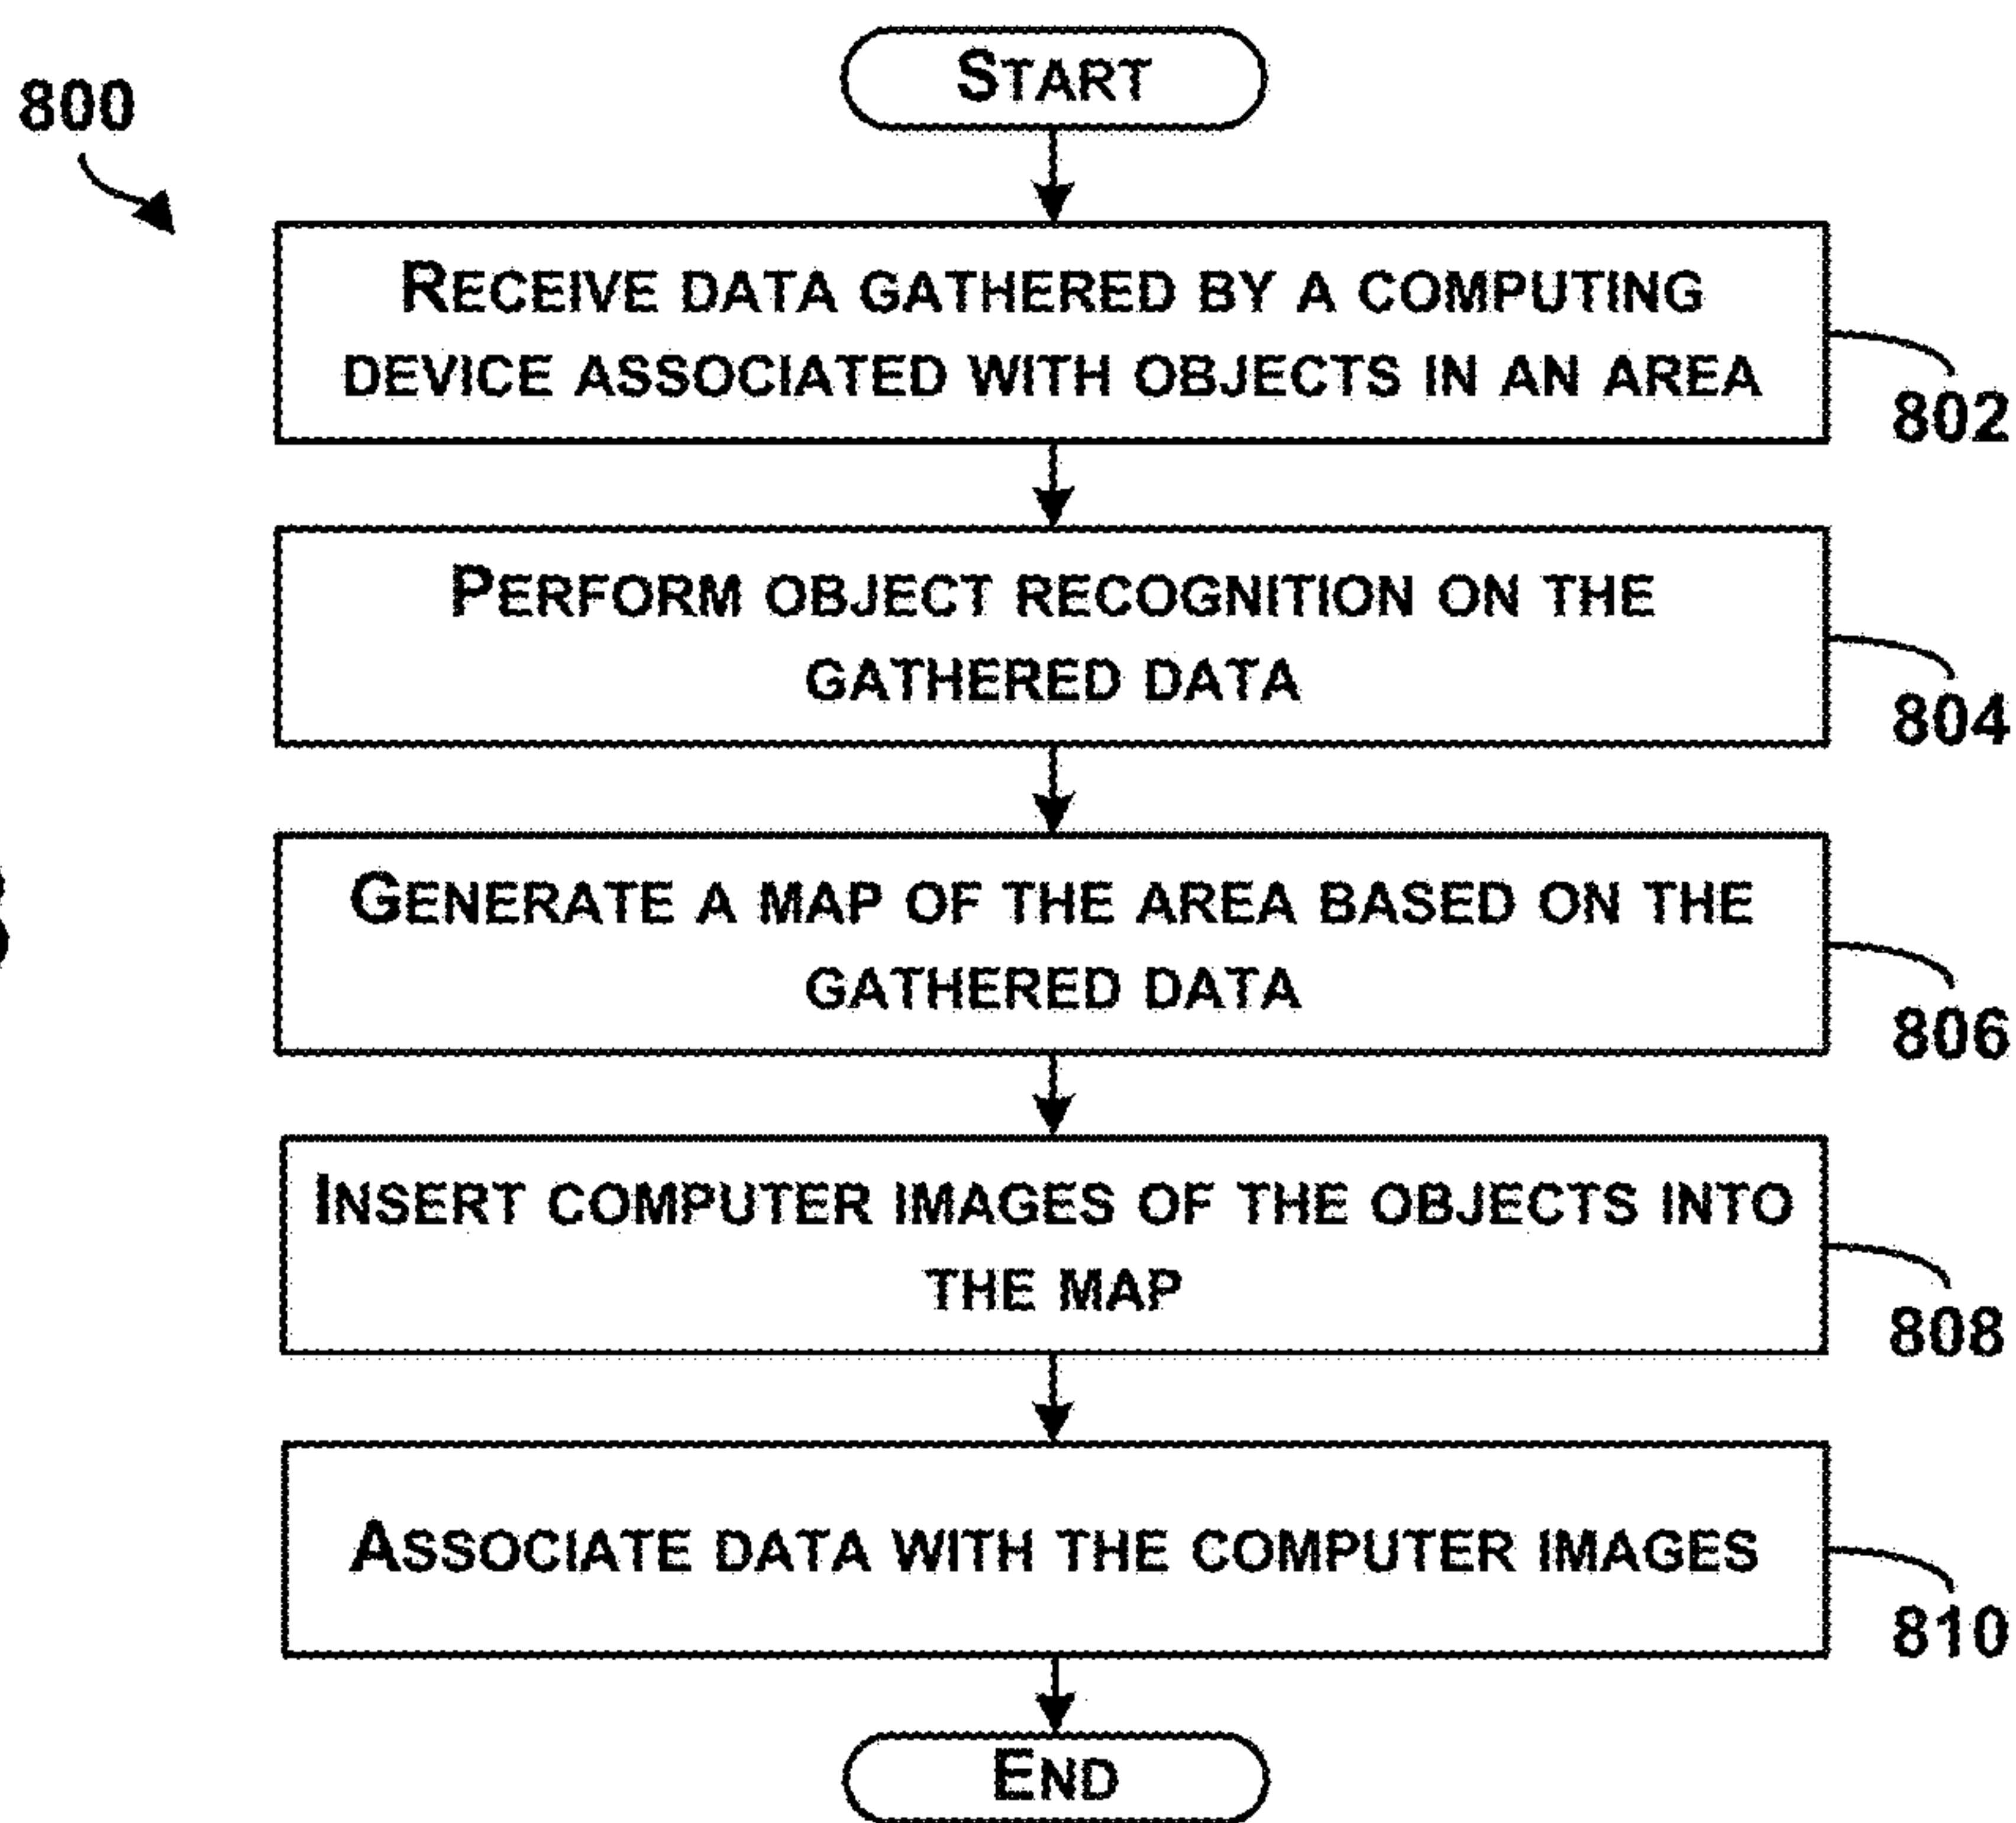 START
800
RECEIVE DATA GATHERED BY A COMPUTING
DEVICE ASSOCIATED WITH OBJECTS IN AN AREA
802
PERFORM OBJECT RECOGNITION ON THE
GATHERED DATA
804
GENERATE A MAP OF THE AREA BASED ON THE
GATHERED DATA
806
INSERT COMPUTER IMAGES OF THE OBJECTS INTO
THE MAP
808
ASSOCIATE DATA WITH THE COMPUTER IMAGES
810
END